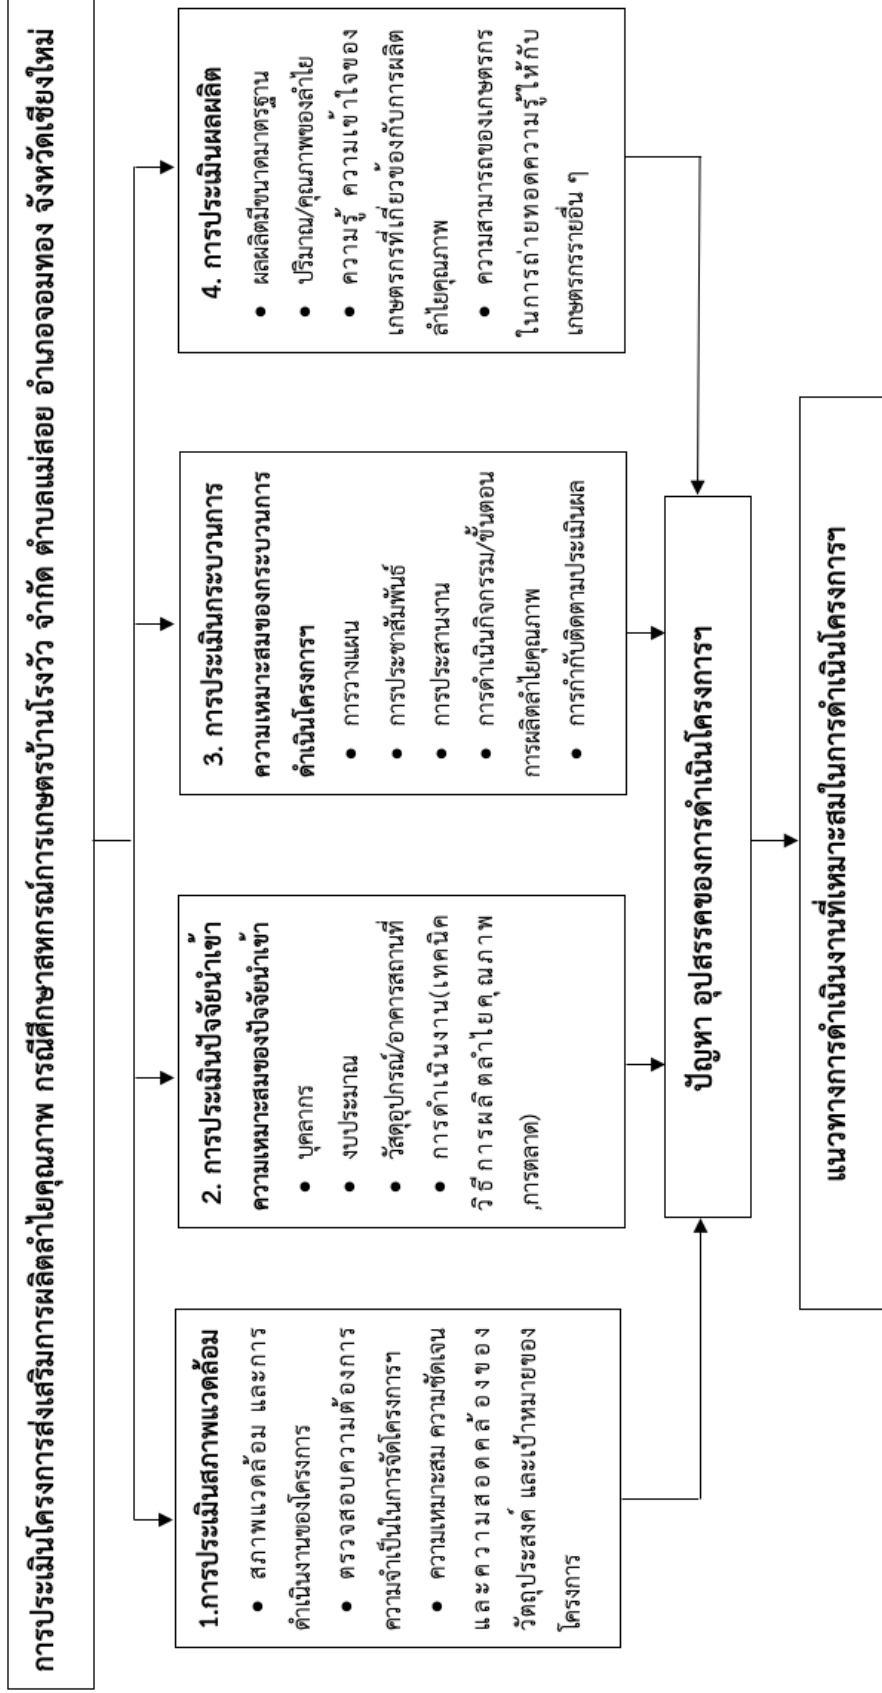 การประเมินโครงการส่งเสริมการผลิตลำไยคุณภาพ กรณีศึกษาสหกรณ์การเกษตรบ้านโรงวัว จำกัด ตำบลแม่สอย อำเภอจอมทอง จังหวัดเชียงใหม่
1.การประเมินสภาพแวดล้อม
● สภาพแวดล้อม และการ
ดำเนินงานของโครงการ
● ตรวจสอบความต้องการ
ความจำเป็นในการจัดโครงการฯ
● ความเหมาะสม ความชัดเจน
และความสอดคล้องของ
วัตถุประสงค์ และเป้าหมายของ
โครงการ
2. การประเมินปัจจัยนำเข้า
ความเหมาะสมของปัจจัยนำเข้า
● บุคลากร
● งบประมาณ
● วัสดุอุปกรณ์/อาคารสถานที่
● การดำเนินงาน(เทคนิค
วิธีการผลิตลำไยคุณภาพ
,การตลาด)
3. การประเมินกระบวนการ
ความเหมาะสมของกระบวนการ
ดำเนินโครงการฯ
● การวางแผน
● การประชาสัมพันธ์
● การประสานงาน
● การดำเนินกิจกรรม/ขั้นตอน
การผลิตลำไยคุณภาพ
● การกำกับติดตามประเมินผล
4. การประเมินผลผลิต
● ผลผลิตมีขนาดมาตรฐาน
● ปริมาณ/คุณภาพของลำไย
● ความรู้ ความเข้าใจของ
เกษตรกรที่เกี่ยวข้องกับการผลิต
ลำไยคุณภาพ
● ความสามารถของเกษตรกร
ในการถ่ายทอดความรู้ให้กับ
เกษตรกรรายอื่น ๆ
ปัญหา อุปสรรคของการดำเนินโครงการฯ
แนวทางการดำเนินงานที่เหมาะสมในการดำเนินโครงการฯ